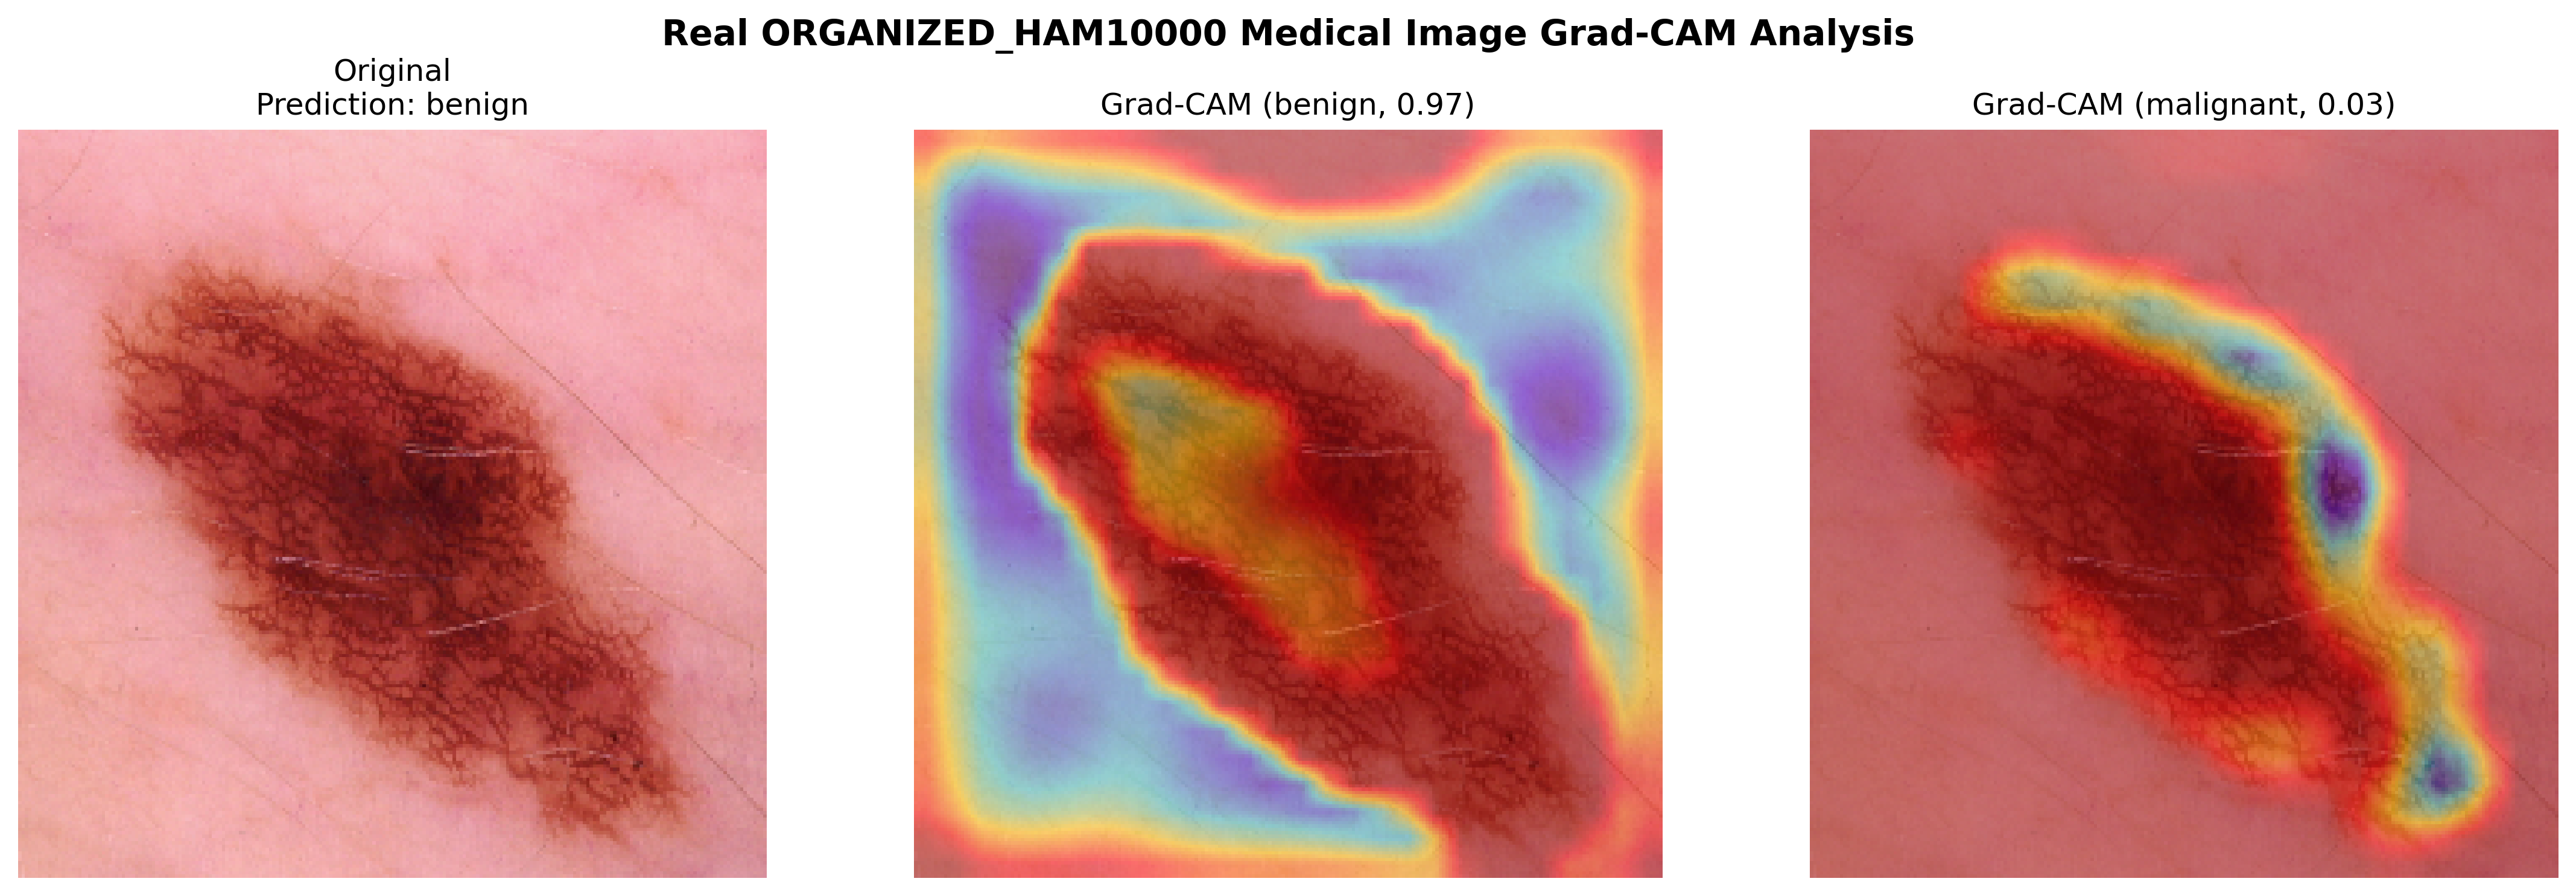 Real ORGANIZED_HAM10000 Medical Image Grad-CAM Analysis
Original
Prediction: benign
Grad-CAM (benign, 0.97)
Grad-CAM (malignant, 0.03)